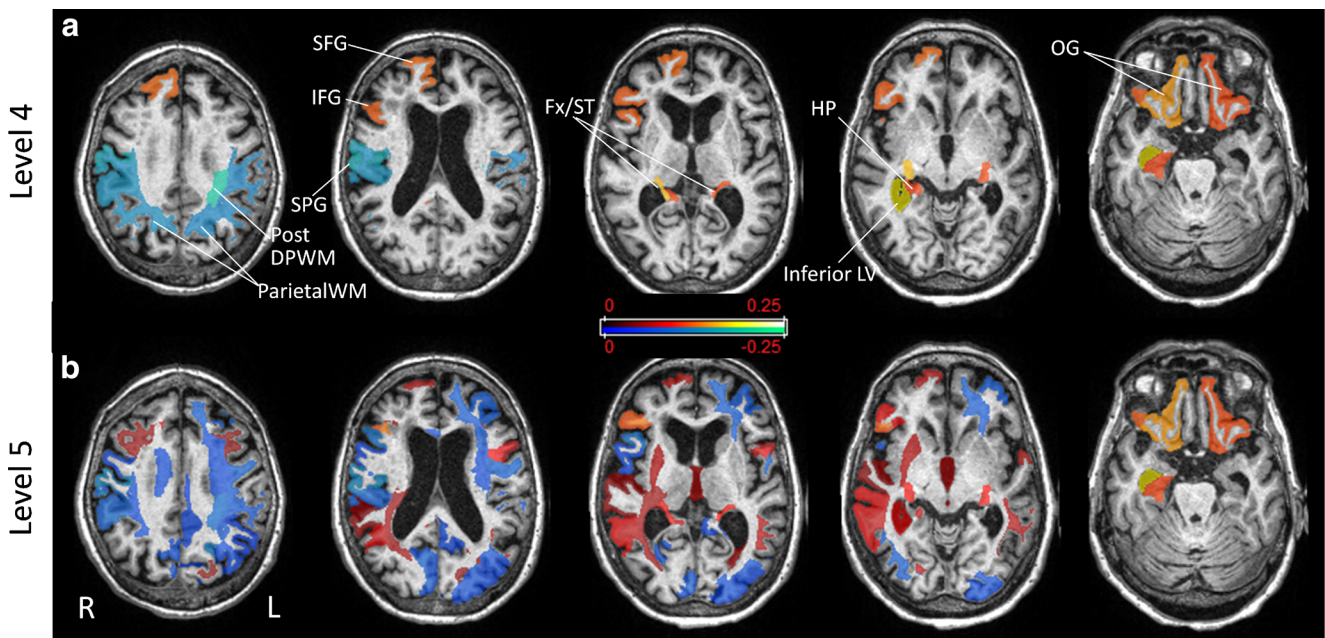 a
Level 4
SFG
IFG
SPG
Post
DPWM
ParietalWM
Fx/ST
HP
Inferior LV
OG
0 0.25
0 -0.25
b
Level 5
R L